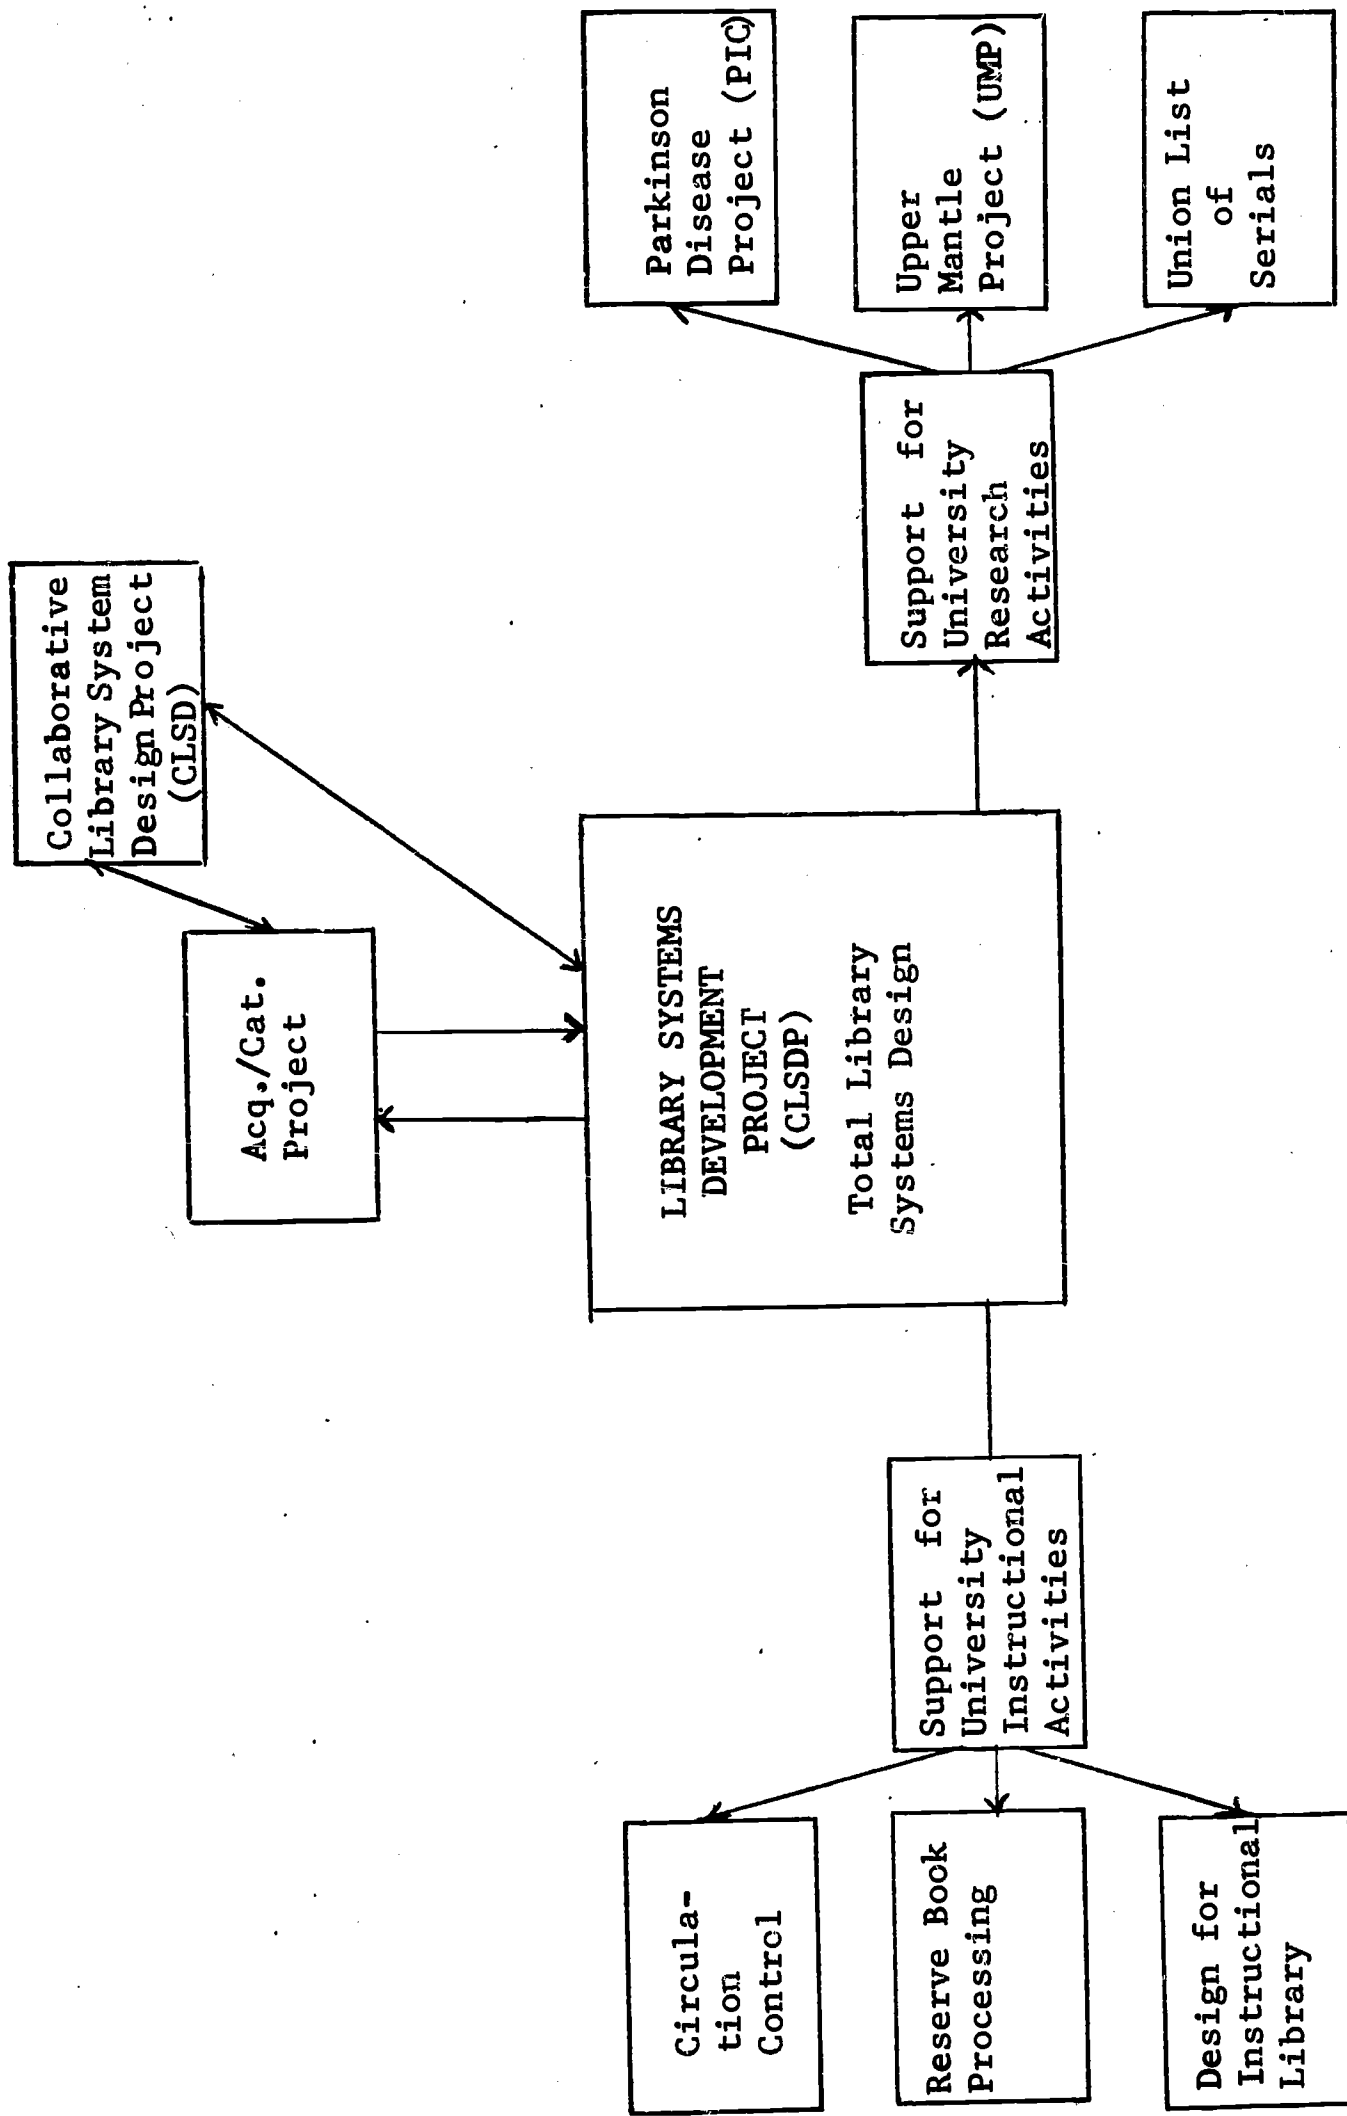 Collaborative
Library System
Design Project
(CLSD)
Acq./Cat.
Project
LIBRARY SYSTEMS
DEVELOPMENT
PROJECT
(CLSDP)
Total Library
Systems Design
Support for
University
Instructional
Activities
Circula-
tion
Control
Reserve Book
Processing
Design for
Instructional
Library
Support for
University
Research
Activities
Parkinson
Disease
Project (PIC)
Upper
Mantle
Project (UMP)
Union List
of
Serials